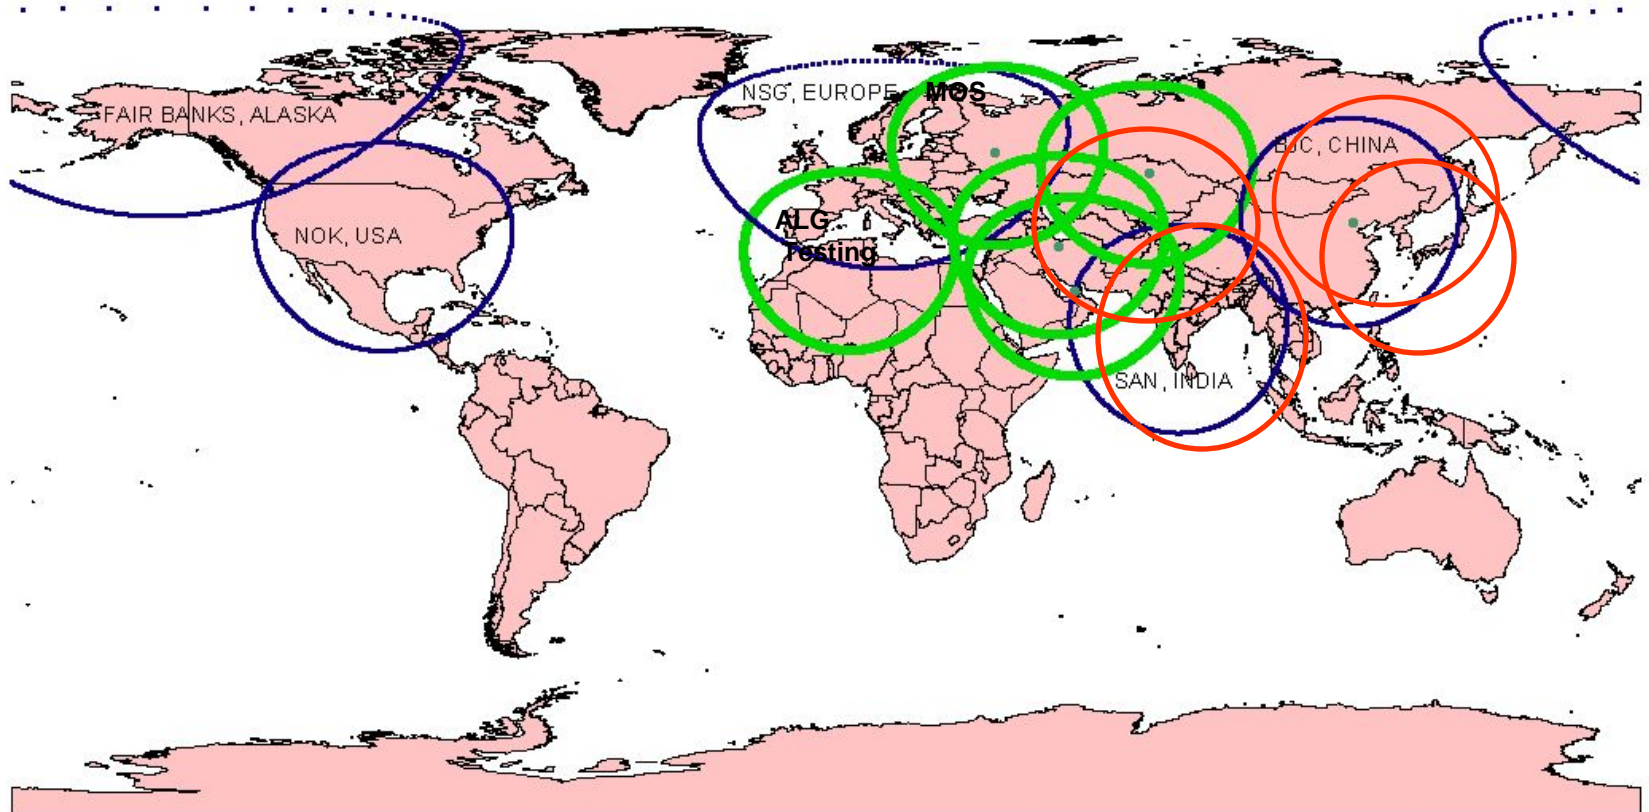 NSG, EUROPE
MOS
FAIR BANKS, ALASKA
BJC, CHINA
ALG
Testing
NOK, USA
SAN, INDIA